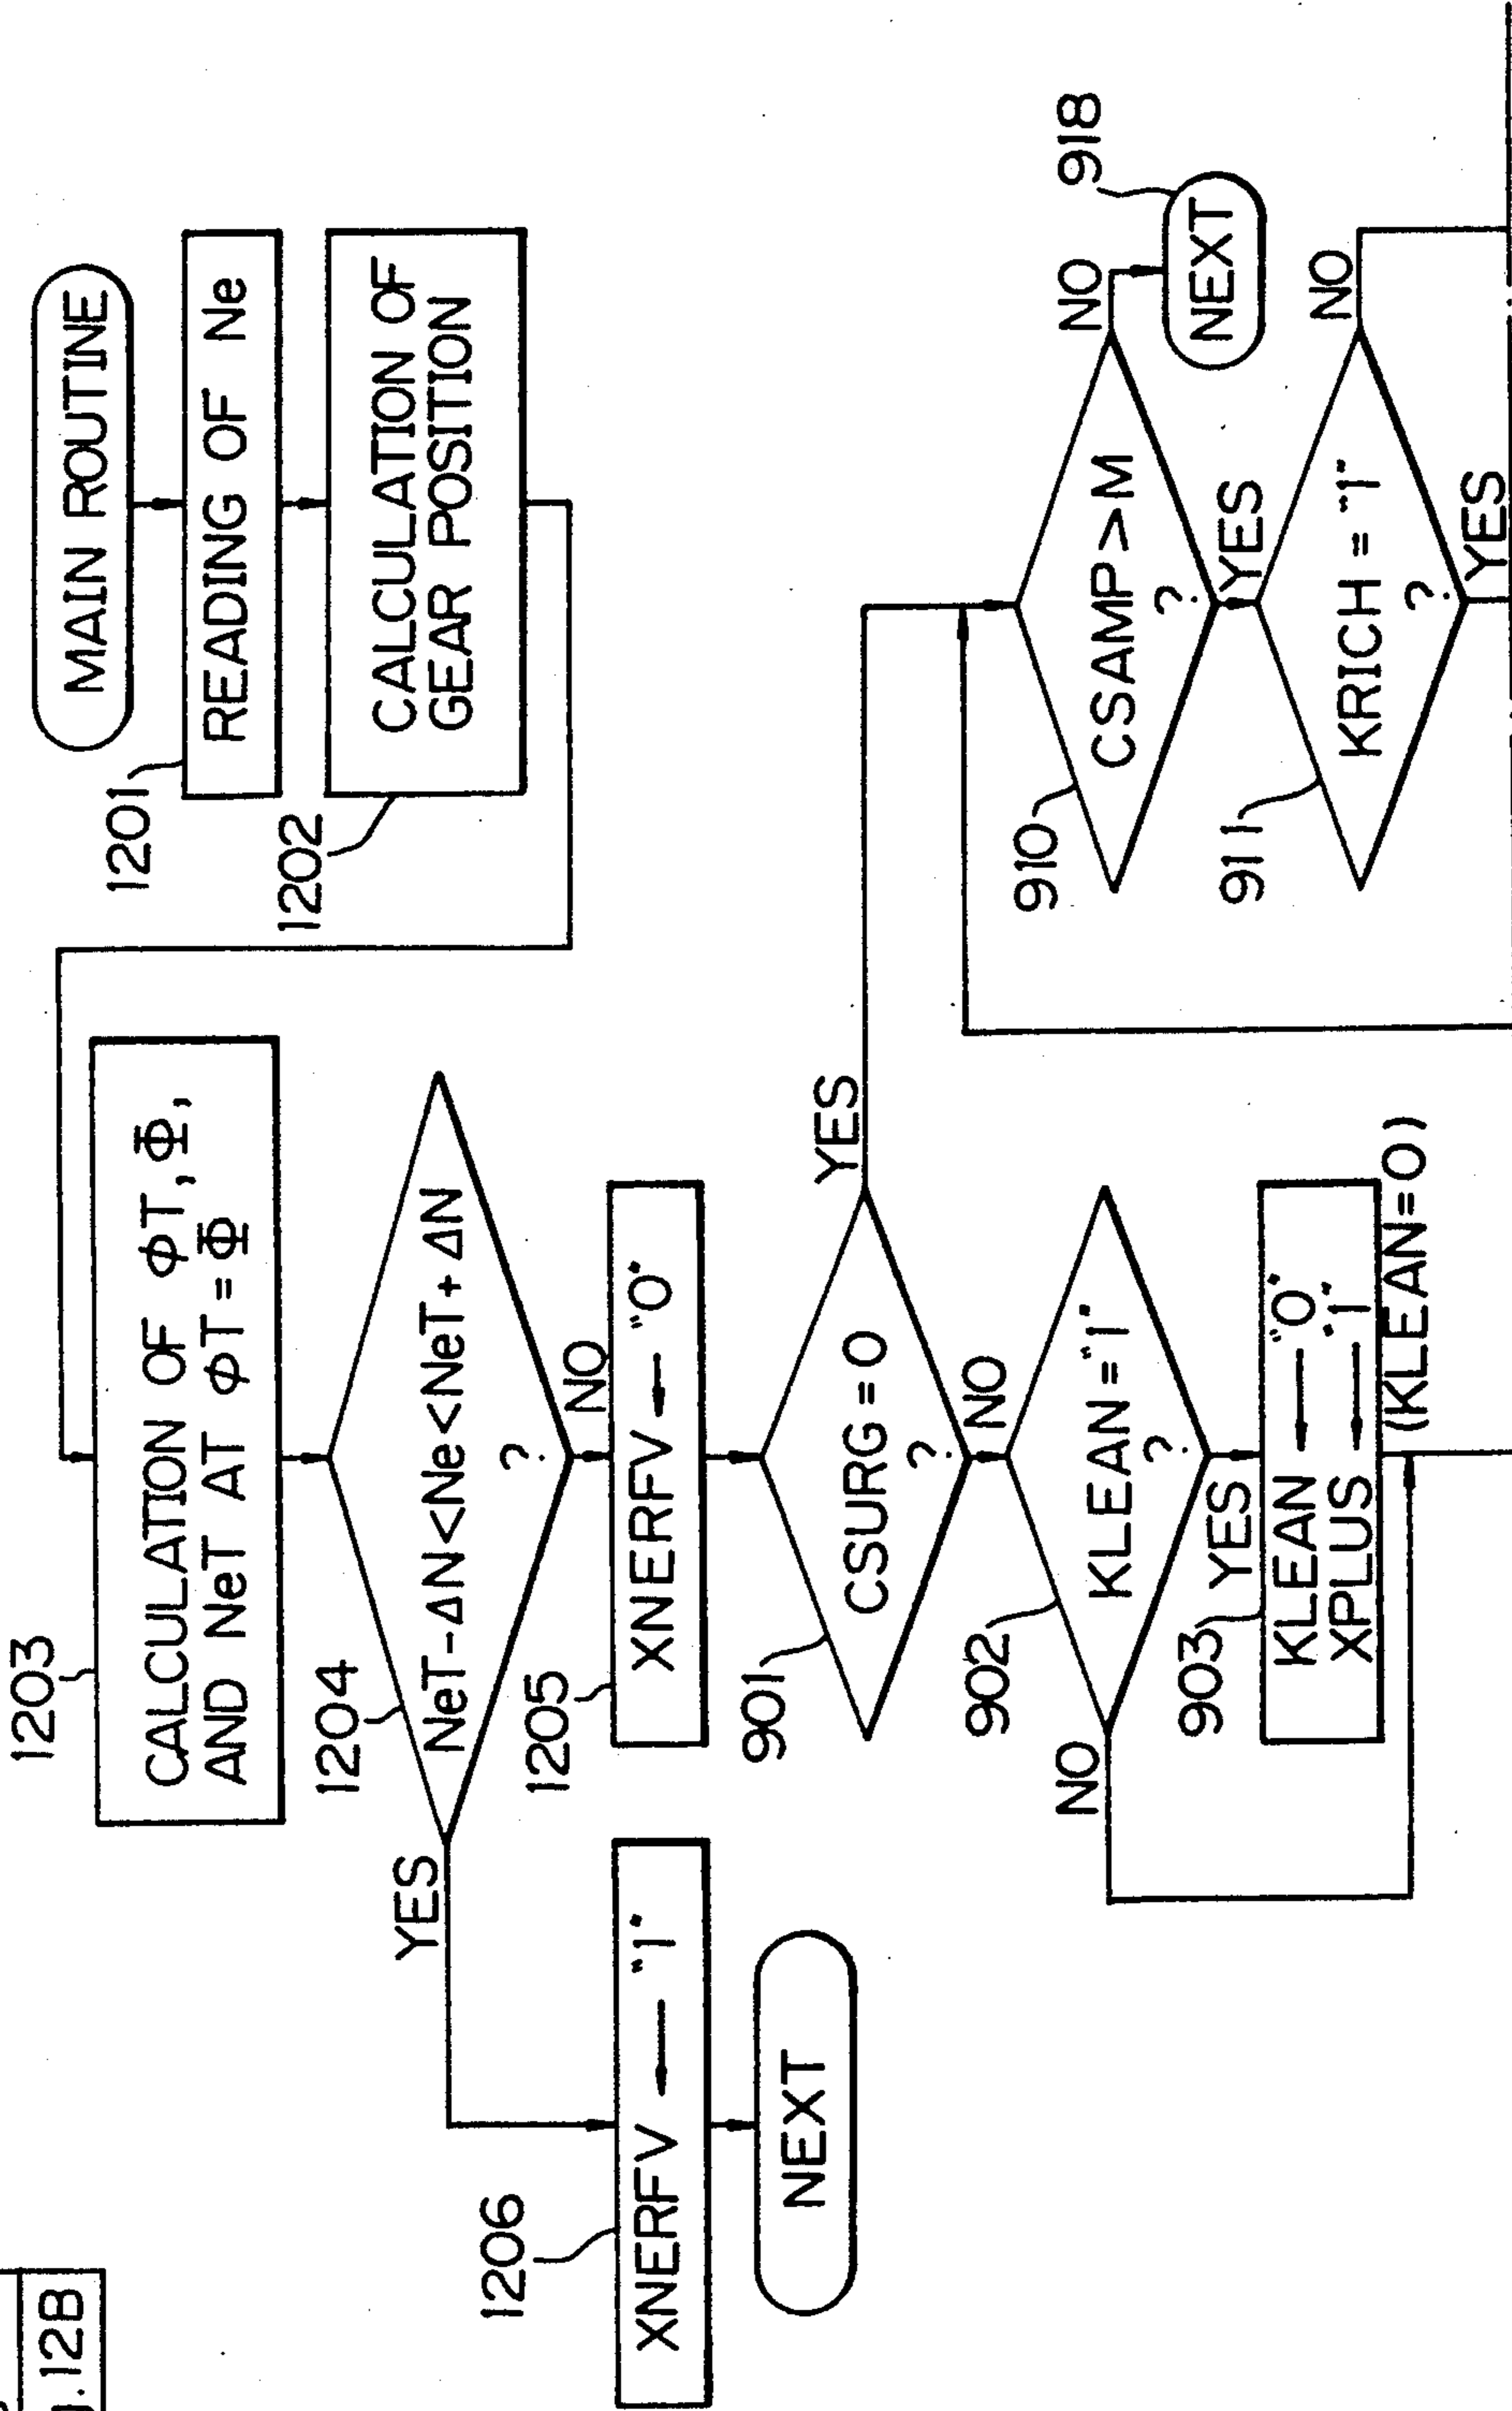 MAIN ROUTINE
1201
READING OF Ne
1202
CALCULATION OF
GEAR POSITION
1203
CALCULATION OF ϕT, Φ,
AND NeT AT ϕT = Φ
1204
NeT-ΔN<Ne<NeT+ΔN
?
YES
NO
1206
XNERFV ← "1"
NEXT
1205
XNERFV ← "0"
901
CSURG = 0
?
YES
NO
902
KLEAN = "1"
?
NO
YES
903
KLEAN ← "0"
XPLUS ← "1"
(KLEAN=0)
910
CSAMP > M
?
NO
918
NEXT
YES
911
KRICH = "1"
?
NO
YES
.12B